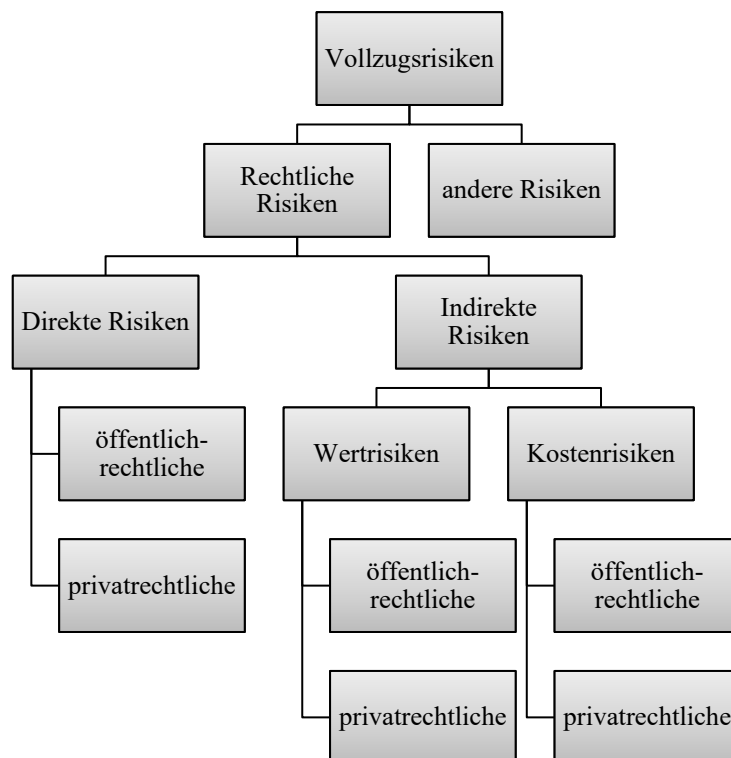 Vollzugsrisiken
Rechtliche
Risiken
andere Risiken
Direkte Risiken
Indirekte
Risiken
öffentlich-
rechtliche
Wertrisiken
Kostenrisiken
privatrechtliche
öffentlich-
rechtliche
öffentlich-
rechtliche
privatrechtliche
privatrechtliche